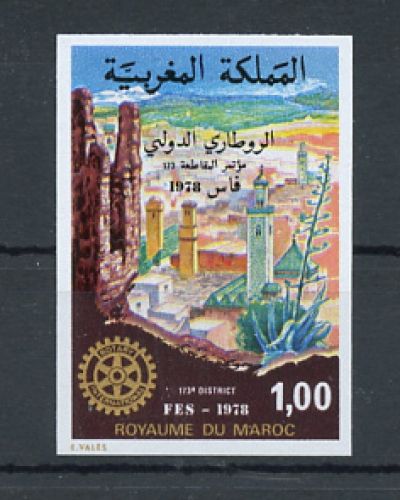 المملكة المغربية
الروطاري الدولي
مؤتمر المقاطعة 173
فاس 1978
ROTARY
INTERNATIONAL
173e DISTRICT
FES - 1978
1,00
ROYAUME DU MAROC
E. VALÈS